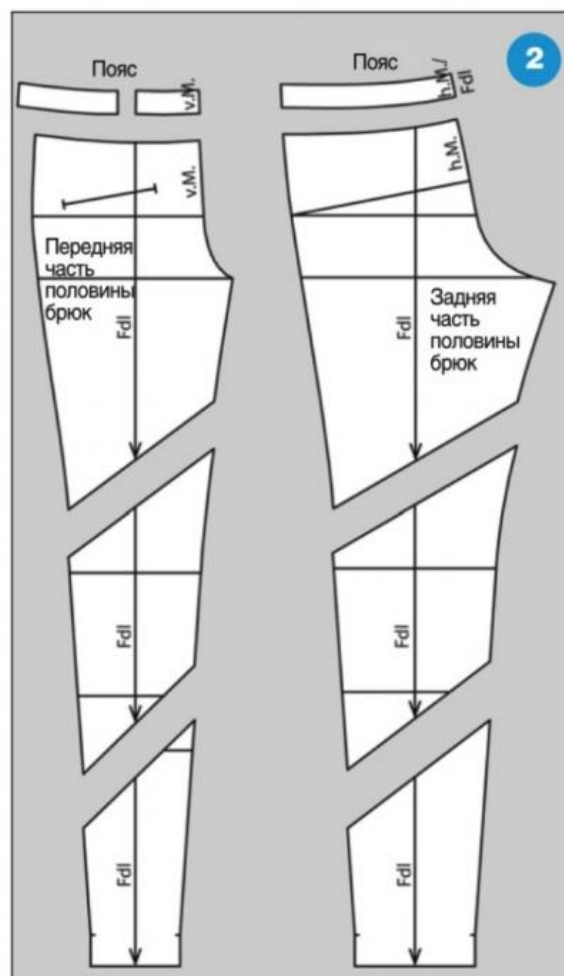 Пояс
Пояс
2
v.M.
h.M./
Fdl
v.M.
h.M.
Передняя
часть
половины
брюк
Fdl
Задняя
часть
половины
брюк
Fdl
Fdl
Fdl
Fdl
Fdl